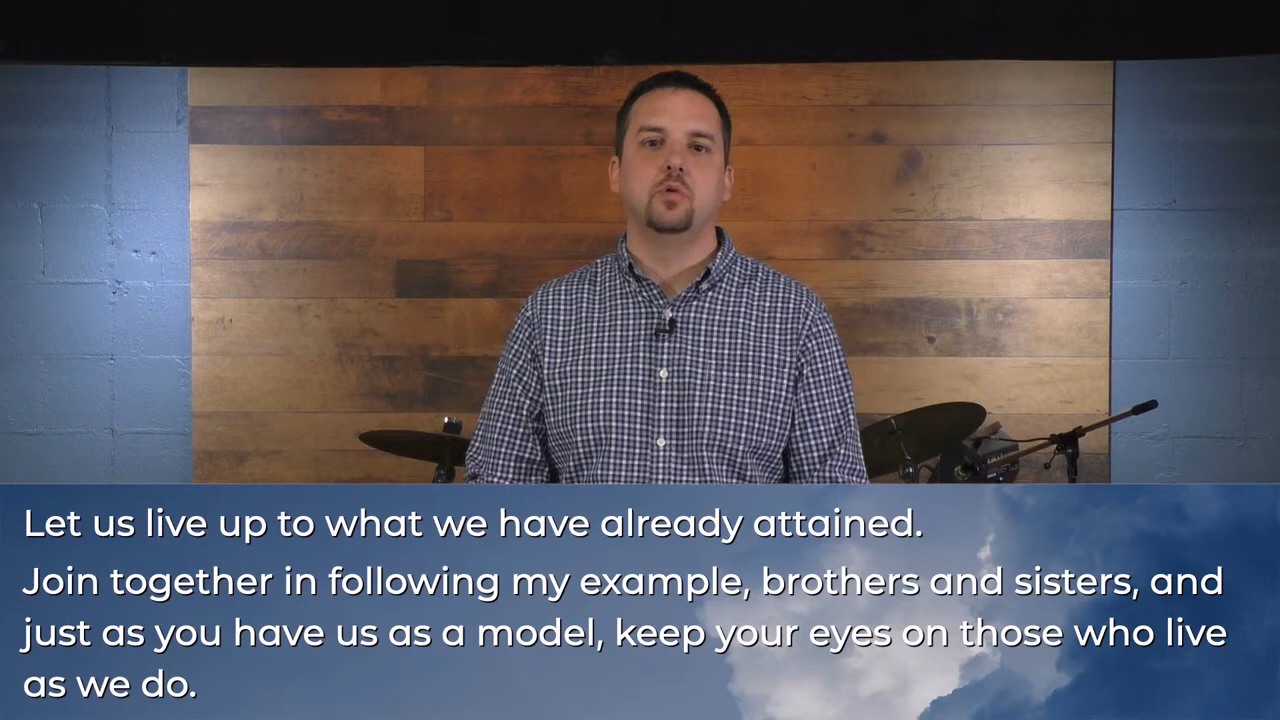 Let us live up to what we have already attained.
Join together in following my example, brothers and sisters, and
just as you have us as a model, keep your eyes on those who live
as we do.